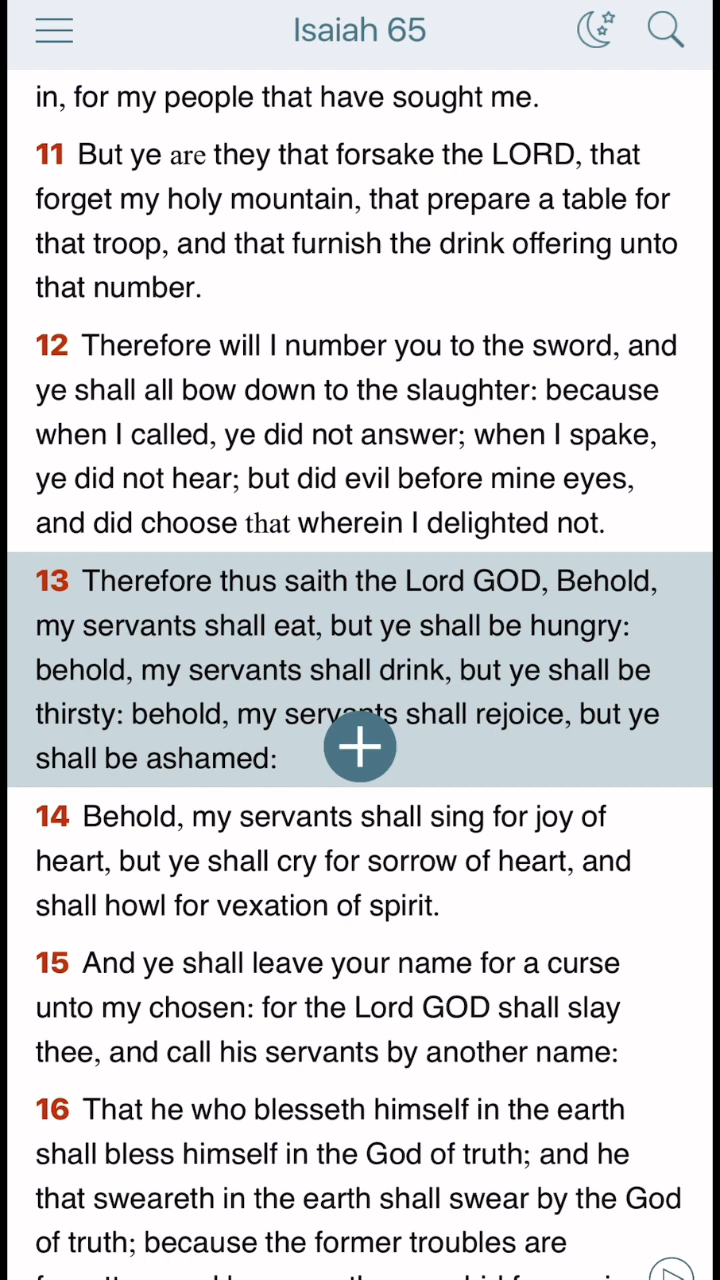 Isaiah 65
in, for my people that have sought me.
11 But ye are they that forsake the LORD, that
forget my holy mountain, that prepare a table for
that troop, and that furnish the drink offering unto
that number.
12 Therefore will I number you to the sword, and
ye shall all bow down to the slaughter: because
when I called, ye did not answer; when I spake,
ye did not hear; but did evil before mine eyes,
and did choose that wherein I delighted not.
13 Therefore thus saith the Lord GOD, Behold,
my servants shall eat, but ye shall be hungry:
behold, my servants shall drink, but ye shall be
thirsty: behold, my servants shall rejoice, but ye
shall be ashamed:
14 Behold, my servants shall sing for joy of
heart, but ye shall cry for sorrow of heart, and
shall howl for vexation of spirit.
15 And ye shall leave your name for a curse
unto my chosen: for the Lord GOD shall slay
thee, and call his servants by another name:
16 That he who blesseth himself in the earth
shall bless himself in the God of truth; and he
that sweareth in the earth shall swear by the God
of truth; because the former troubles are